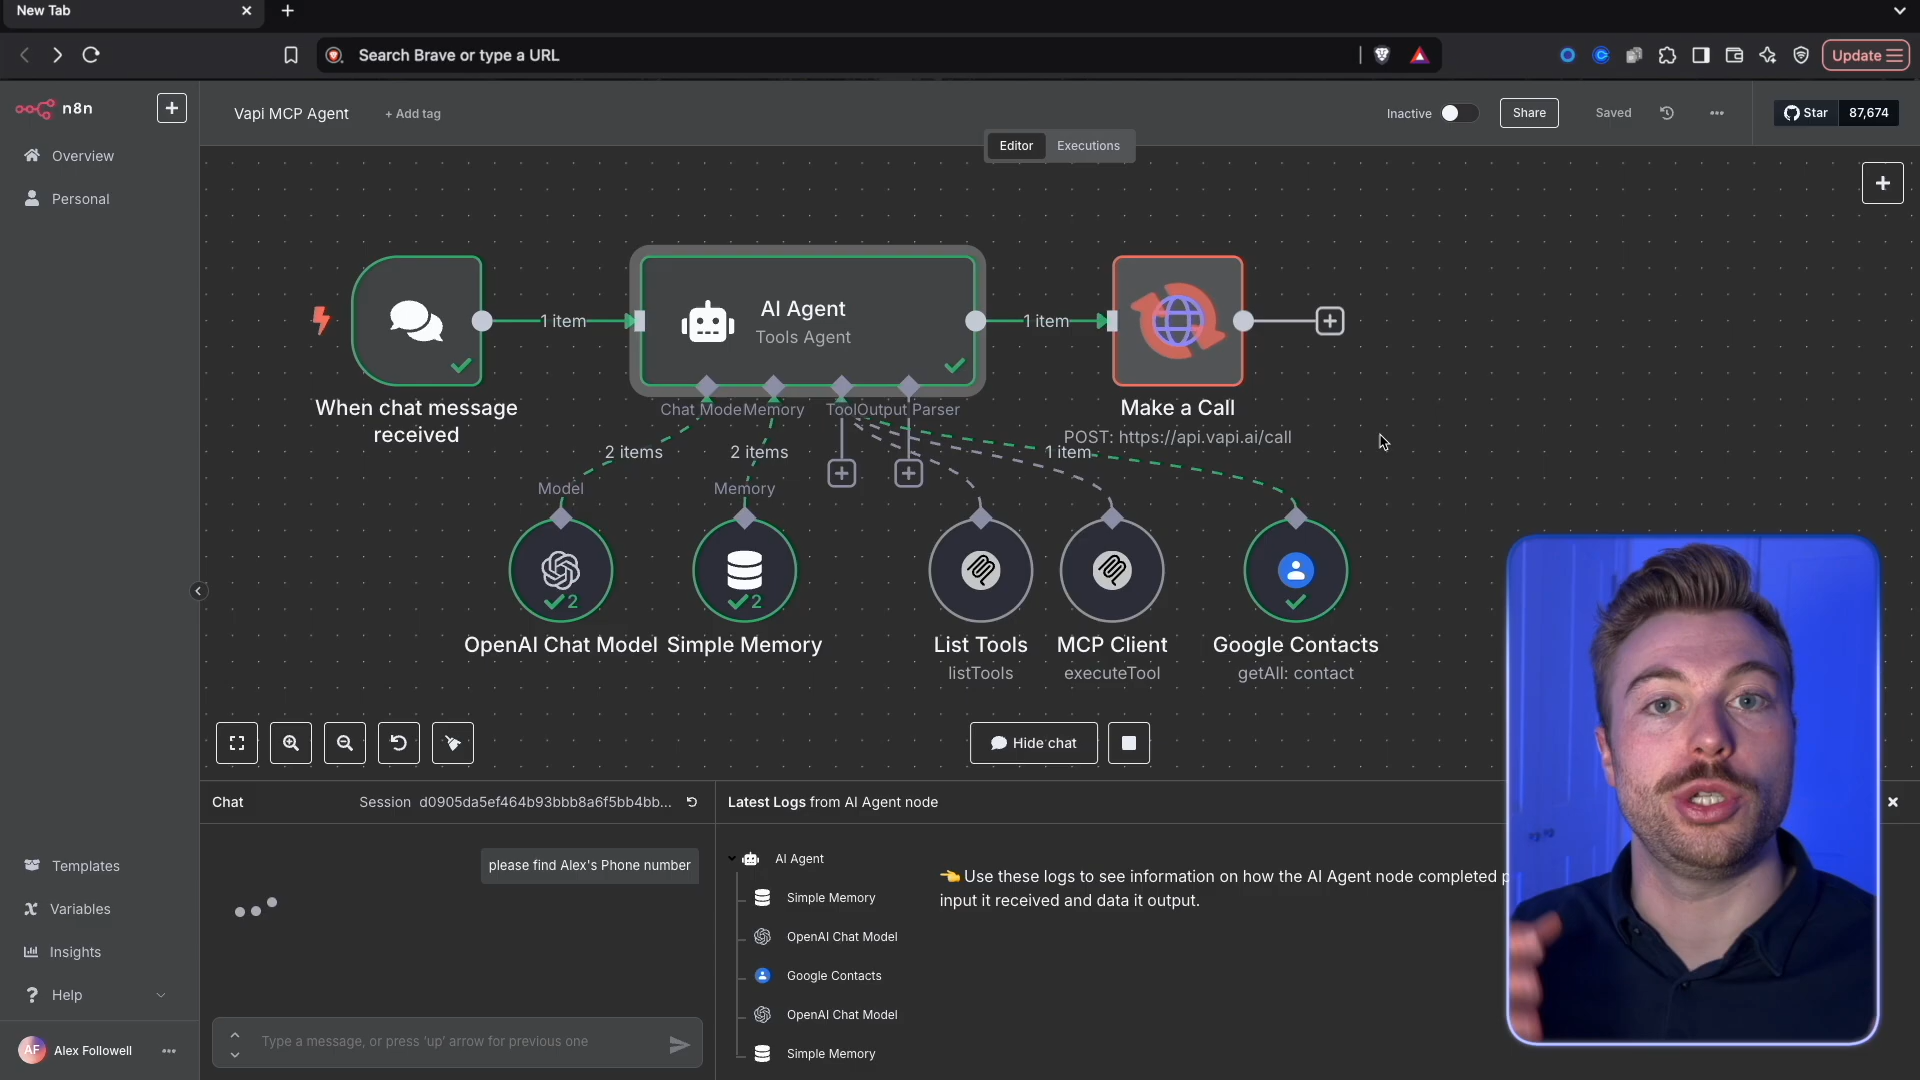 New Tab
Search Brave or type a URL
Update
n8n
Vapi MCP Agent
+ Add tag
Inactive
Share
Saved
Star
87,674
Editor
Executions
Overview
Personal
1 item
AI Agent
Tools Agent
1 item
When chat message
received
Chat Mode
Memory
Tool
Output Parser
Make a Call
POST: https://api.vapi.ai/call
2 items
2 items
1 item
Model
Memory
2
2
OpenAI Chat Model
Simple Memory
List Tools
listTools
MCP Client
executeTool
Google Contacts
getAll: contact
Hide chat
Chat
Session d0905da5ef464b93bbb8a6f5bb4bb...
Latest Logs from AI Agent node
please find Alex's Phone number
AI Agent
Simple Memory
OpenAI Chat Model
Google Contacts
OpenAI Chat Model
Simple Memory
Use these logs to see information on how the AI Agent node completed
input it received and data it output.
Templates
Variables
Insights
Help
AF
Alex Followell
Type a message, or press 'up' arrow for previous one